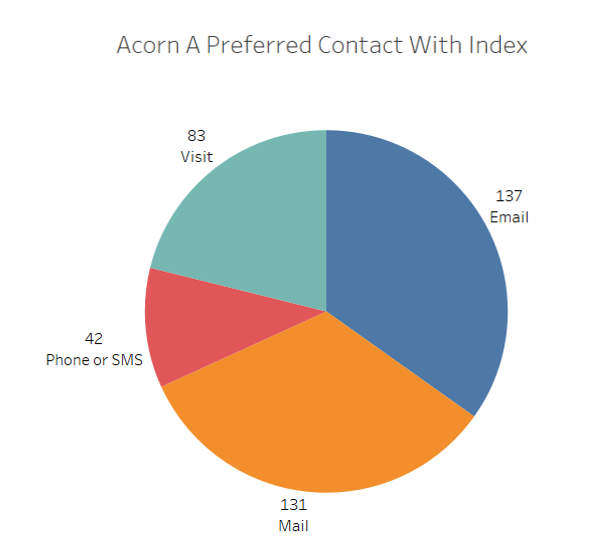 Acorn A Preferred Contact With Index
83
Visit
137
Email
42
Phone or SMS
131
Mail